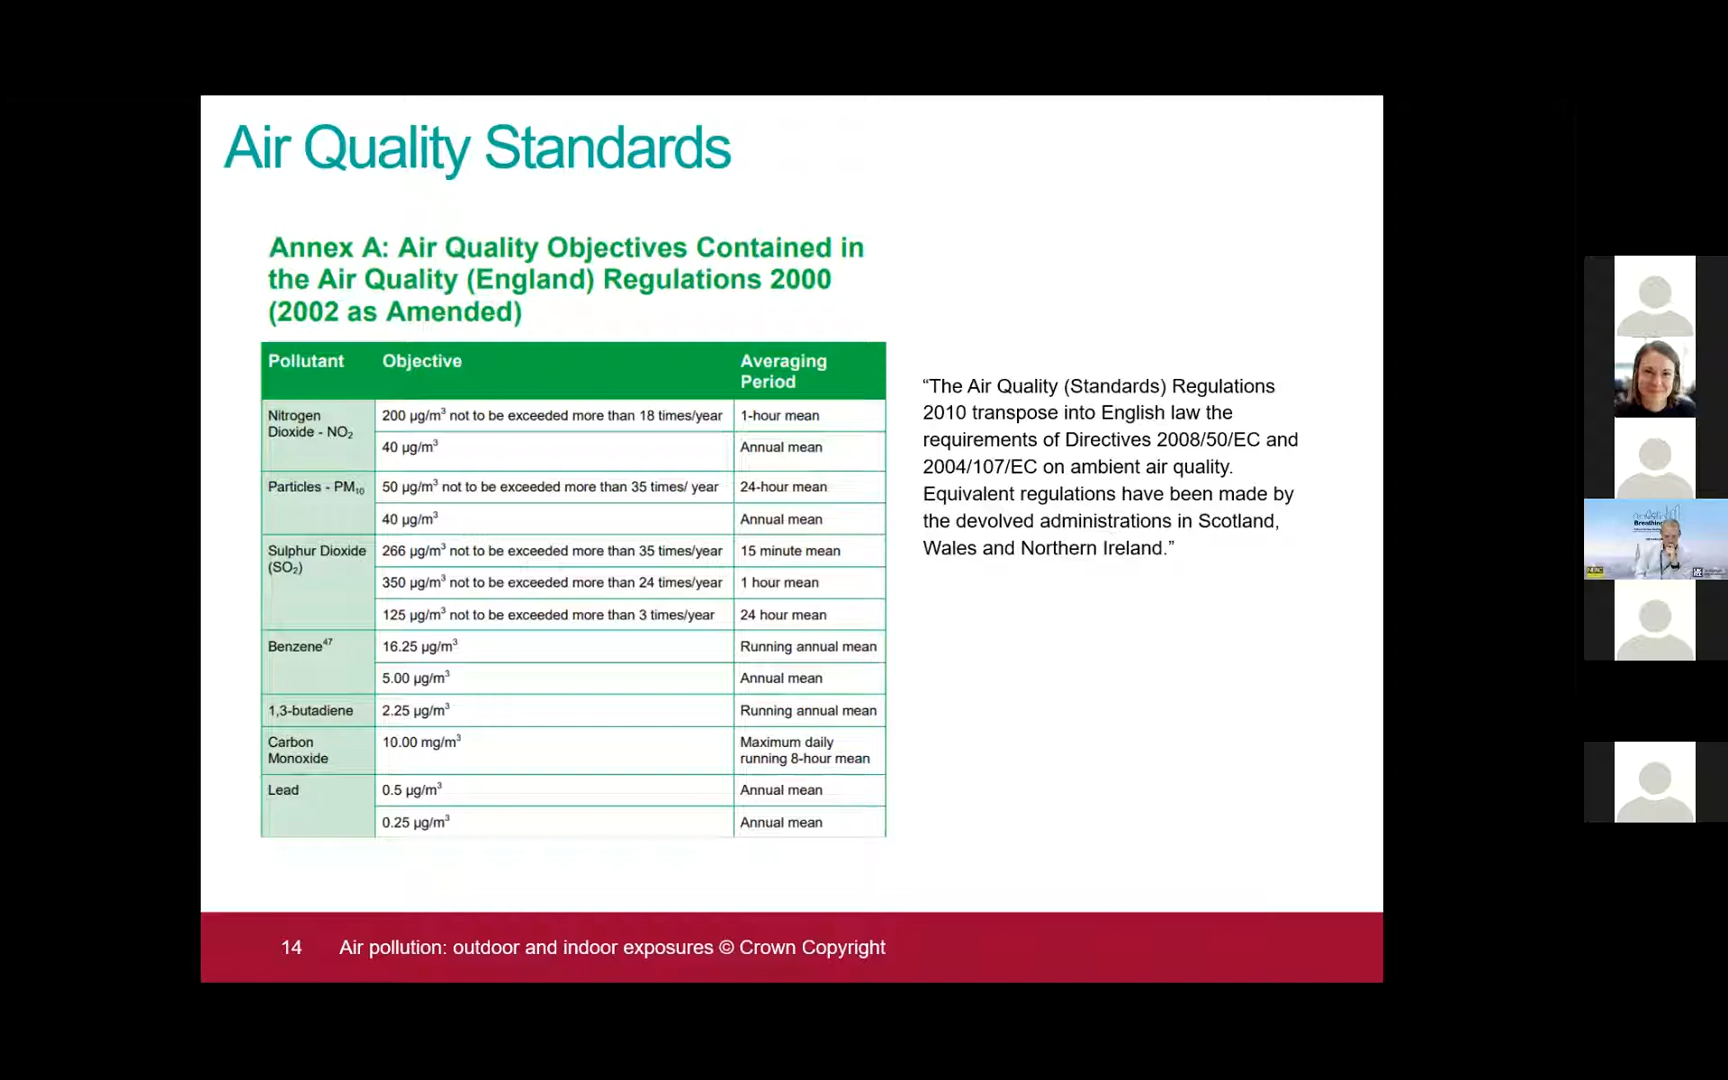 Air Quality Standards
Annex A: Air Quality Objectives Contained in
the Air Quality (England) Regulations 2000
(2002 as Amended)
Pollutant Objective Averaging Period
Nitrogen Dioxide - NO₂ 200 µg/m³ not to be exceeded more than 18 times/year 1-hour mean
40 µg/m³ Annual mean
Particles - PM₁₀ 50 µg/m³ not to be exceeded more than 35 times/ year 24-hour mean
40 µg/m³ Annual mean
Sulphur Dioxide (SO₂) 266 µg/m³ not to be exceeded more than 35 times/year 15 minute mean
350 µg/m³ not to be exceeded more than 24 times/year 1 hour mean
125 µg/m³ not to be exceeded more than 3 times/year 24 hour mean
Benzene⁴⁷ 16.25 µg/m³ Running annual mean
5.00 µg/m³ Annual mean
1,3-butadiene 2.25 µg/m³ Running annual mean
Carbon Monoxide 10.00 mg/m³ Maximum daily running 8-hour mean
Lead 0.5 µg/m³ Annual mean
0.25 µg/m³ Annual mean
“The Air Quality (Standards) Regulations
2010 transpose into English law the
requirements of Directives 2008/50/EC and
2004/107/EC on ambient air quality.
Equivalent regulations have been made by
the devolved administrations in Scotland,
Wales and Northern Ireland.”
14 Air pollution: outdoor and indoor exposures © Crown Copyright